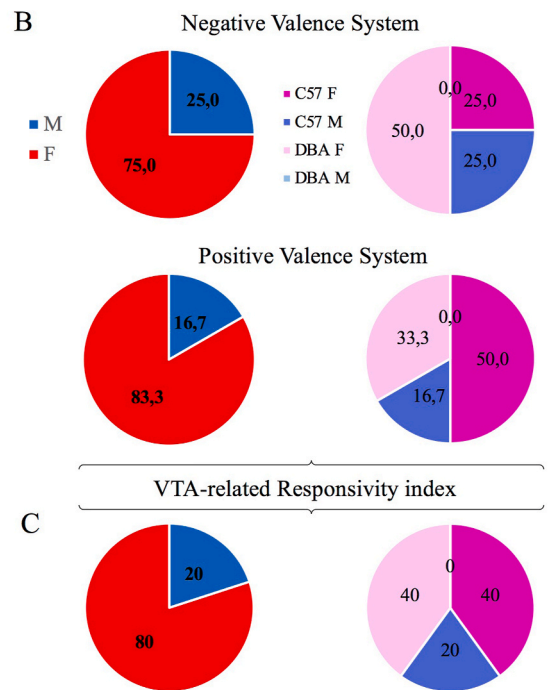 B
Negative Valence System
M
F
25,0
75,0
C57 F
C57 M
DBA F
DBA M
0,0
25,0
50,0
25,0
Positive Valence System
16,7
83,3
0,0
33,3
50,0
16,7
VTA-related Responsivity index
C
20
80
0
40
40
20